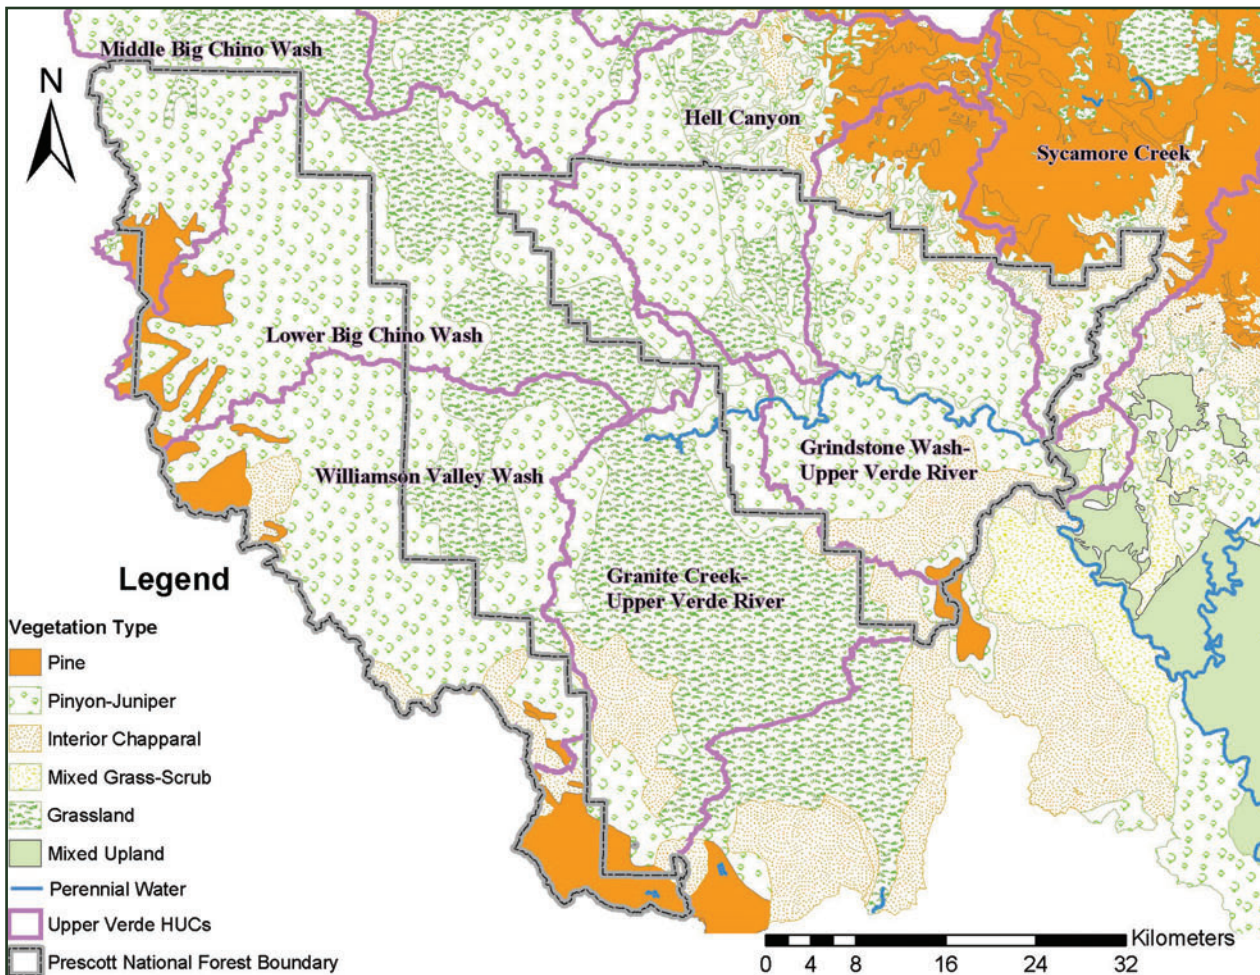 Middle Big Chino Wash
N
Hell Canyon
Sycamore Creek
Lower Big Chino Wash
Williamson Valley Wash
Grindstone Wash-
Upper Verde River
Granite Creek-
Upper Verde River
Legend
Vegetation Type
Pine
Pinyon-Juniper
Interior Chapparal
Mixed Grass-Scrub
Grassland
Mixed Upland
Perennial Water
Upper Verde HUCs
Prescott National Forest Boundary
Kilometers
0 4 8 16 24 32